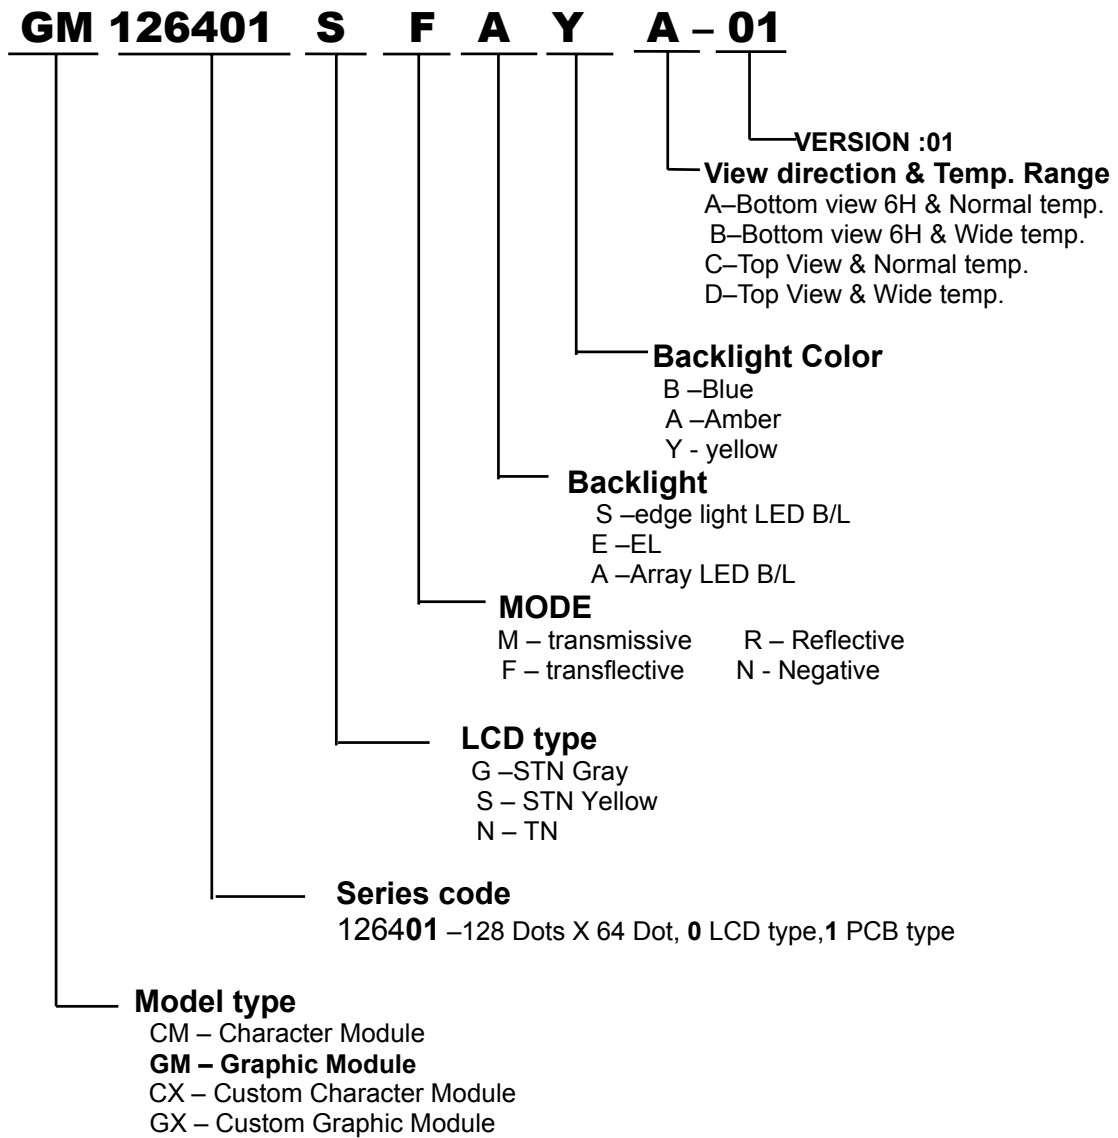 GM 126401 S F A Y A – 01
VERSION :01
View direction & Temp. Range
A–Bottom view 6H & Normal temp.
B–Bottom view 6H & Wide temp.
C–Top View & Normal temp.
D–Top View & Wide temp.
Backlight Color
B –Blue
A –Amber
Y - yellow
Backlight
S –edge light LED B/L
E –EL
A –Array LED B/L
MODE
M – transmissive R – Reflective
F – transflective N - Negative
LCD type
G –STN Gray
S – STN Yellow
N – TN
Series code
126401 –128 Dots X 64 Dot, 0 LCD type,1 PCB type
Model type
CM – Character Module
GM – Graphic Module
CX – Custom Character Module
GX – Custom Graphic Module